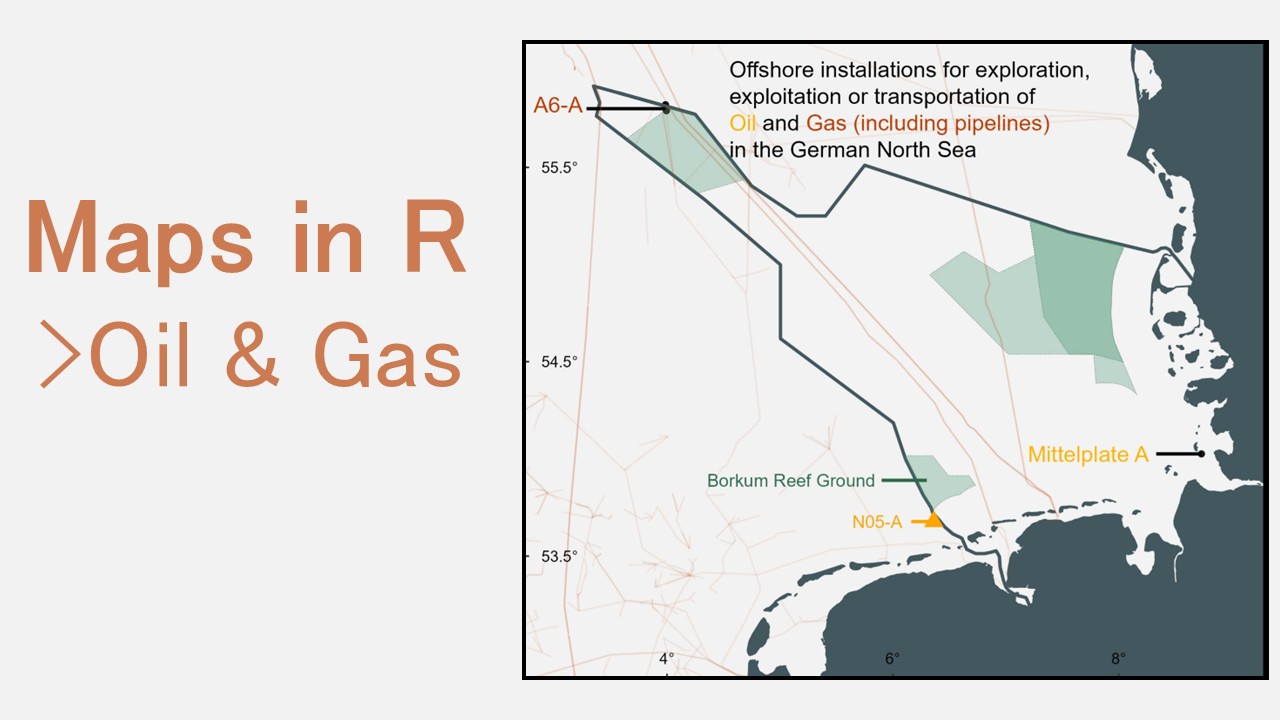 Maps in R
>Oil & Gas
Offshore installations for exploration,
exploitation or transportation of
Oil and Gas (including pipelines)
in the German North Sea
A6-A
55.5°
54.5°
Mittelplate A
Borkum Reef Ground
N05-A
53.5°
4°
6°
8°